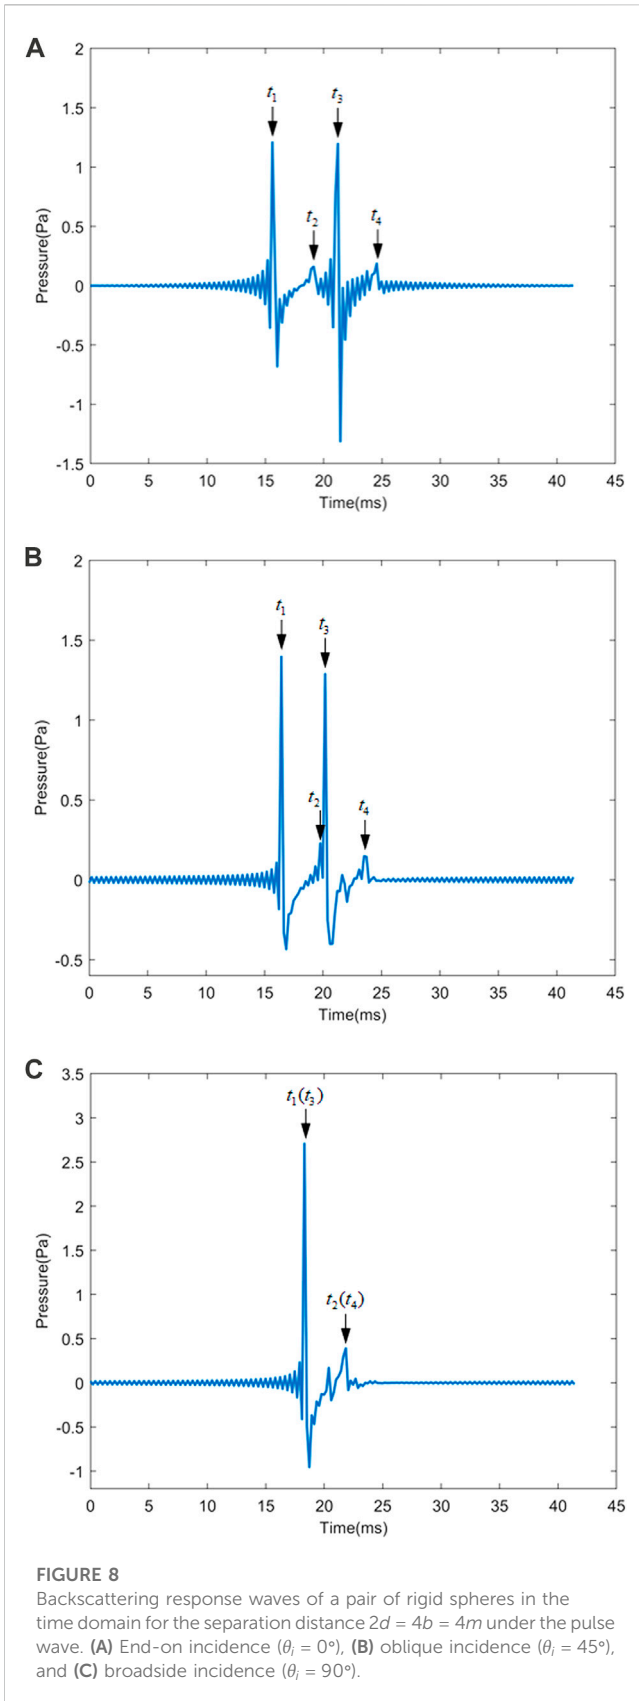 A
2
1.5
1
0.5
0
-0.5
-1
-1.5
Pressure(Pa)
t1
t2
t3
t4
0 5 10 15 20 25 30 35 40 45
Time(ms)
B
2
1.5
1
0.5
0
-0.5
Pressure(Pa)
t1
t2
t3
t4
0 5 10 15 20 25 30 35 40 45
Time(ms)
C
3.5
3
2.5
2
1.5
1
0.5
0
-0.5
-1
Pressure(Pa)
t1(t3)
t2(t4)
0 5 10 15 20 25 30 35 40 45
Time(ms)
FIGURE 8
Backscattering response waves of a pair of rigid spheres in the
time domain for the separation distance 2d = 4b = 4m under the pulse
wave. (A) End-on incidence (θi = 0°), (B) oblique incidence (θi = 45°),
and (C) broadside incidence (θi = 90°).